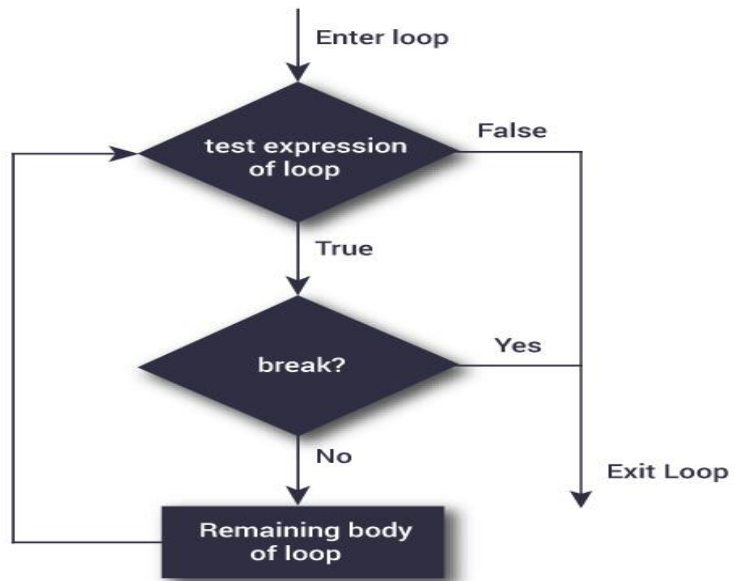 Enter loop
test expression
of loop
False
True
break?
Yes
No
Exit Loop
Remaining body
of loop